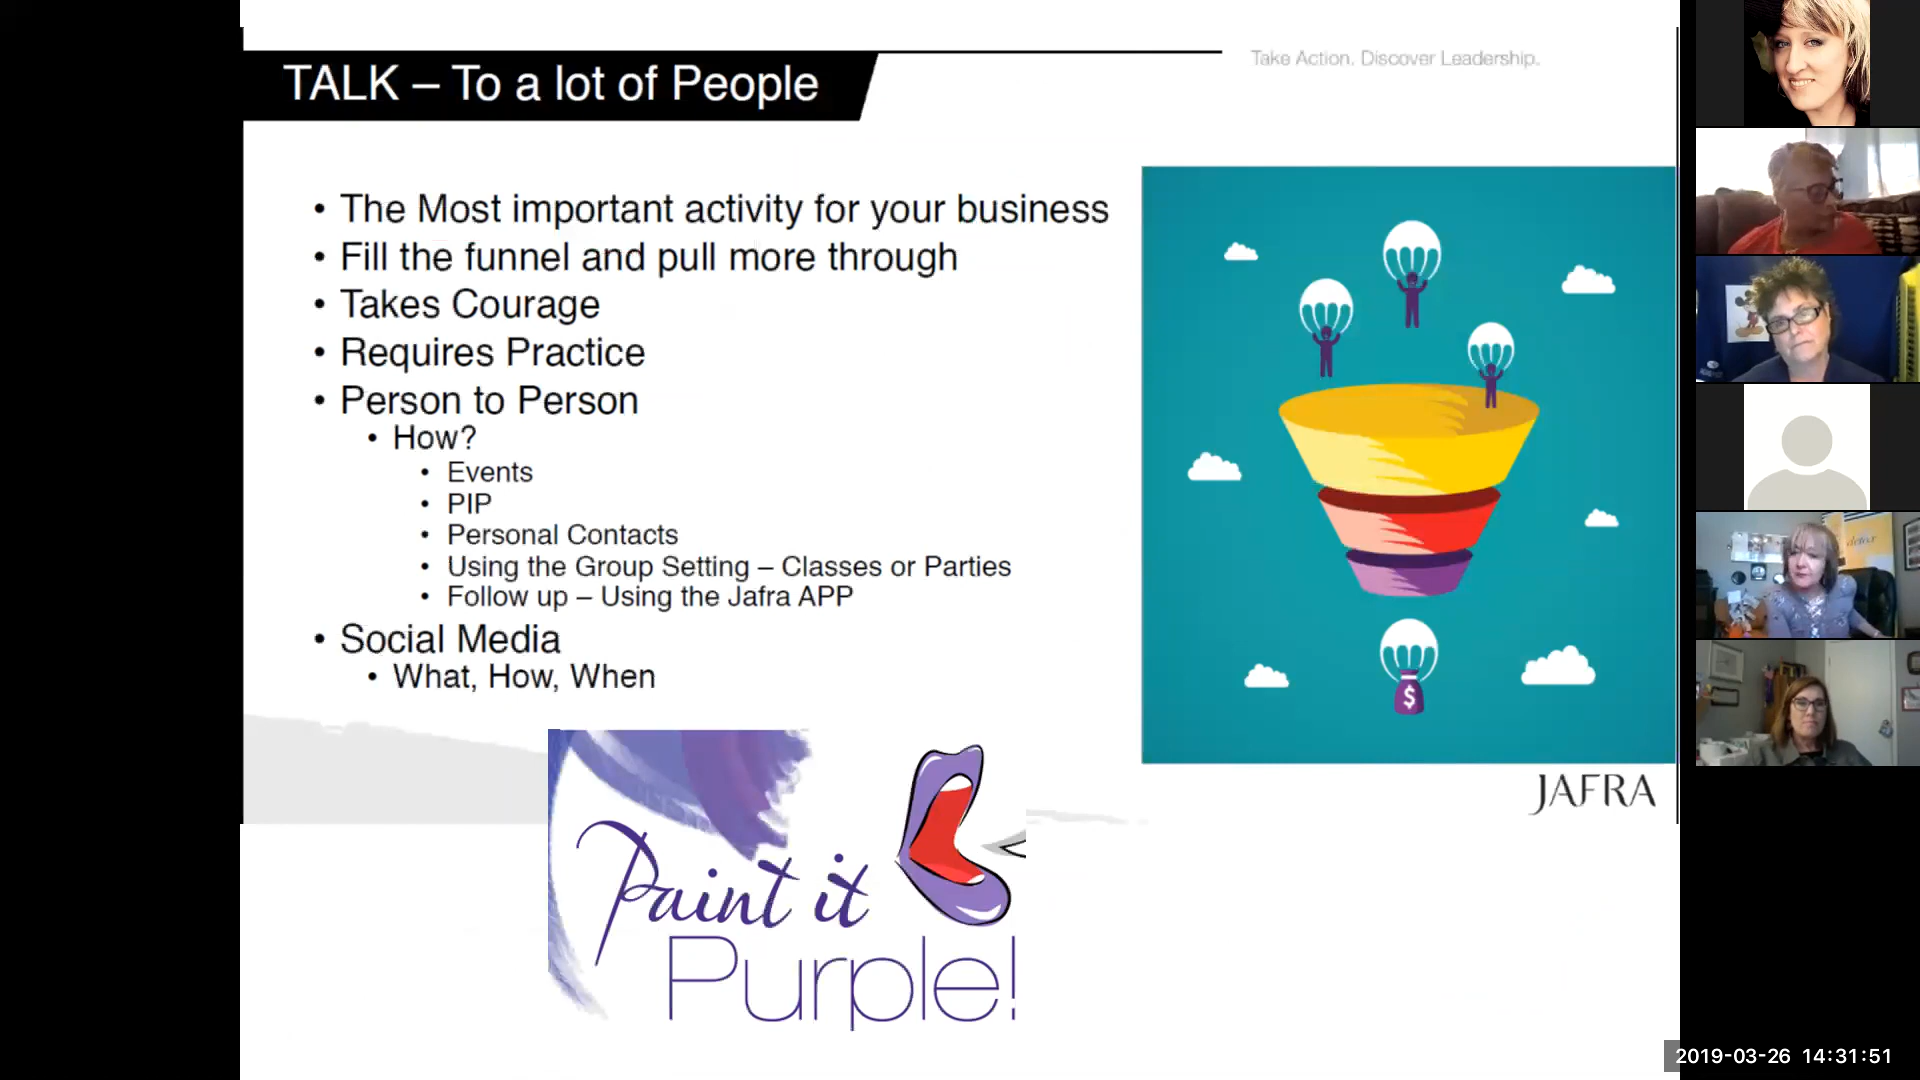 TALK – To a lot of People
Take Action. Discover Leadership.
• The Most important activity for your business
• Fill the funnel and pull more through
• Takes Courage
• Requires Practice
• Person to Person
• How?
• Events
• PIP
• Personal Contacts
• Using the Group Setting – Classes or Parties
• Follow up – Using the Jafra APP
• Social Media
• What, How, When
$
JAFRA
Paint it
Purple!
detox
2019-03-26 14:31:51